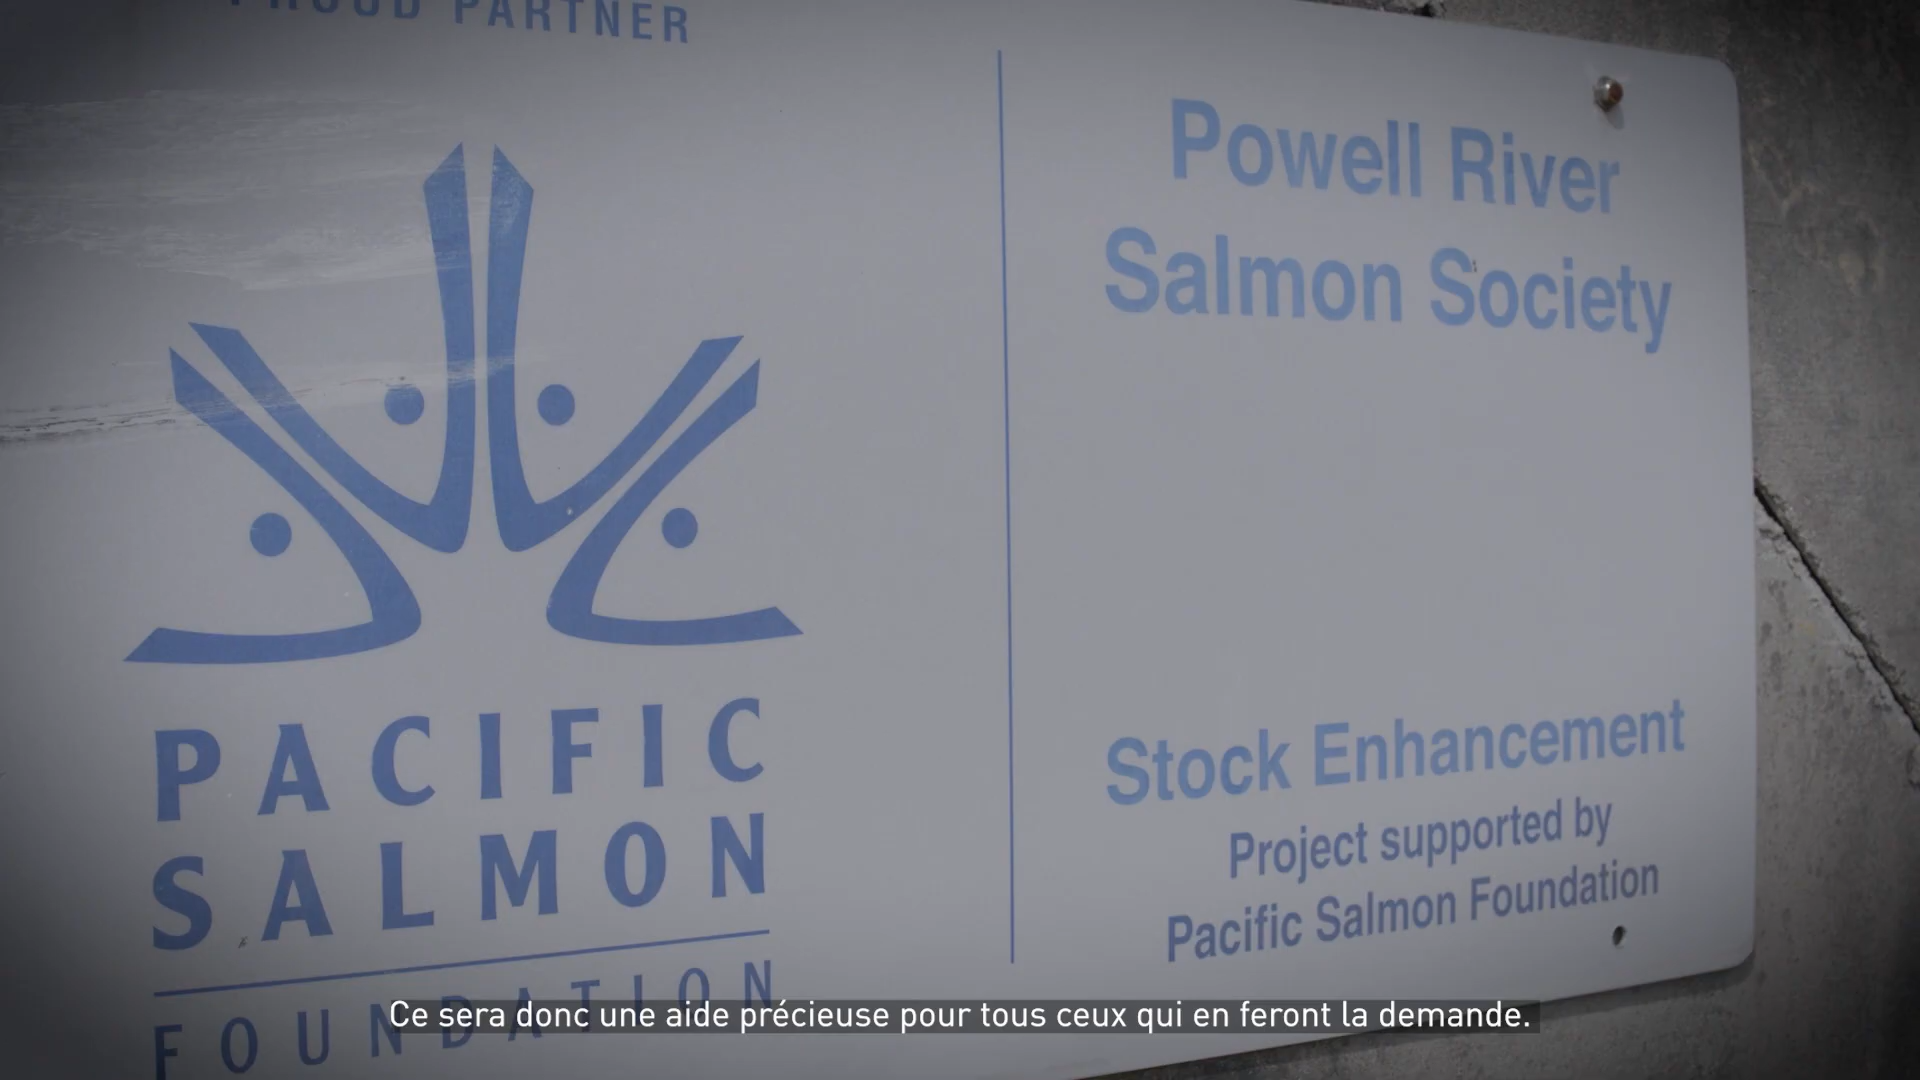 PROUD PARTNER
PACIFIC
SALMON
FOUNDATION
Powell River
Salmon Society
Stock Enhancement
Project supported by
Pacific Salmon Foundation
Ce sera donc une aide précieuse pour tous ceux qui en feront la demande.